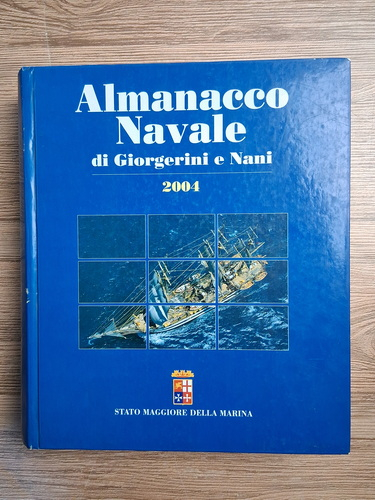 Almanacco
Navale
di Giorgerini e Nani
2004
STATO MAGGIORE DELLA MARINA